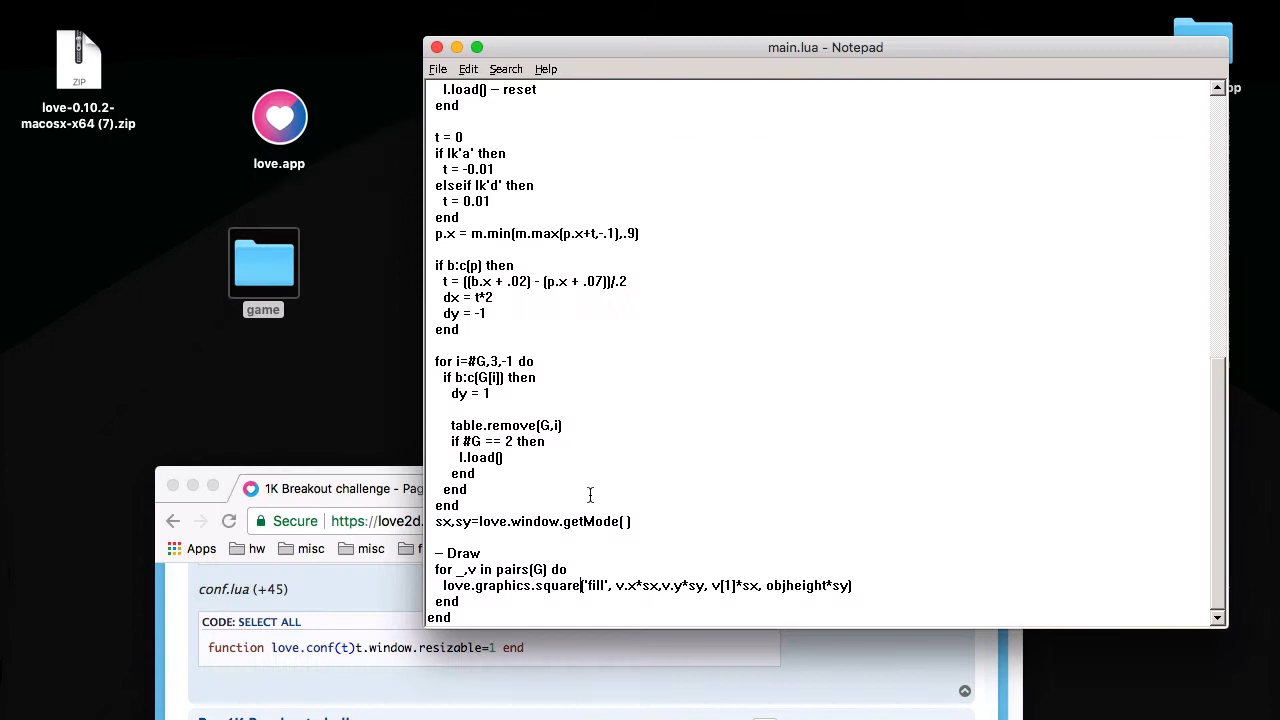 main.lua - Notepad
File Edit Search Help
l.load() – reset
end
t = 0
if lk'a' then
t = -0.01
elseif lk'd' then
t = 0.01
end
p.x = m.min(m.max(p.x+t,-.1),.9)
if b:c(p) then
t = ((b.x + .02) - (p.x + .07))/.2
dx = t*2
dy = -1
end
for i=#G,3,-1 do
if b:c(G[i]) then
dy = 1
table.remove(G,i)
if #G == 2 then
l.load()
end
end
end
sx,sy=love.window.getMode()
– Draw
for _,v in pairs(G) do
love.graphics.square('fill', v.x*sx,v.y*sy, v[1]*sx, objheight*sy)
end
end
ZIP
love-0.10.2-
macosx-x64 (7).zip
love.app
game
op
1K Breakout challenge - Pag
Secure https://love2d.
Apps hw misc misc f
conf.lua (+45)
CODE: SELECT ALL
function love.conf(t)t.window.resizable=1 end